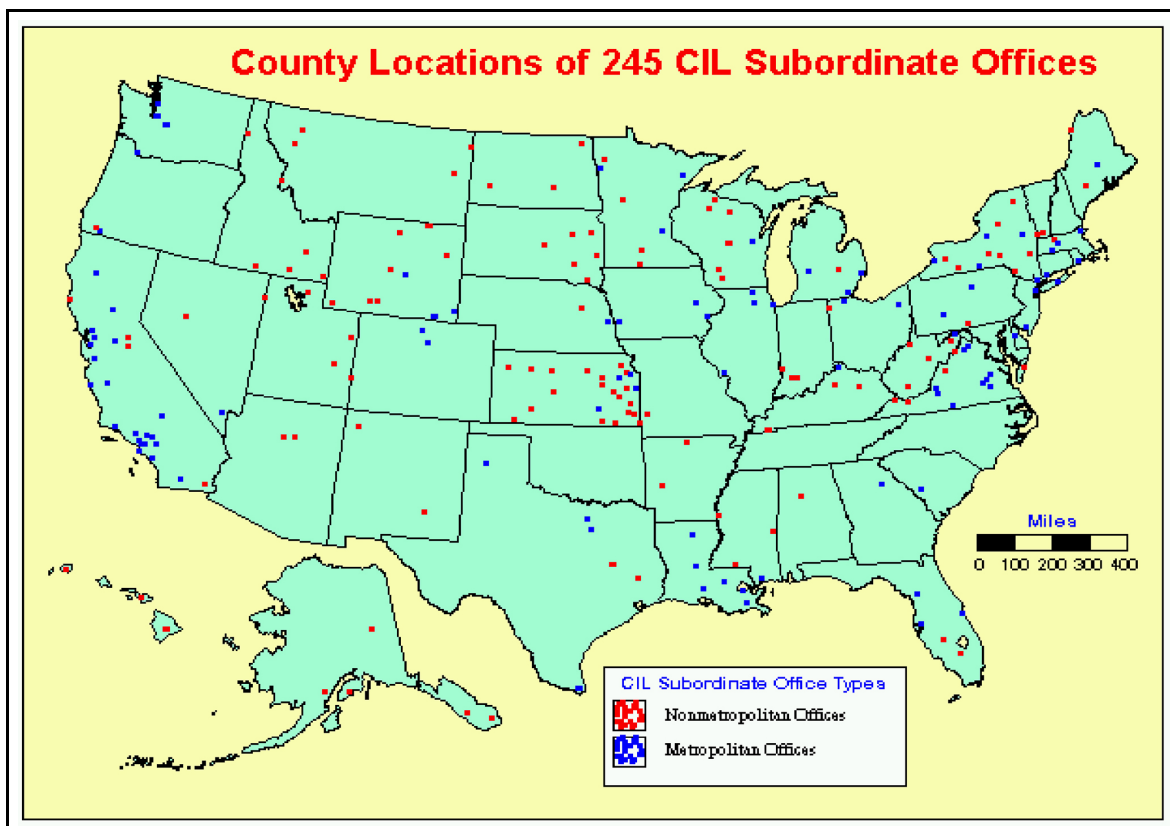 County Locations of 245 CIL Subordinate Offices
Miles
0 100 200 300 400
CIL Subordinate Office Types
Nonmetropolitan Offices
Metropolitan Offices